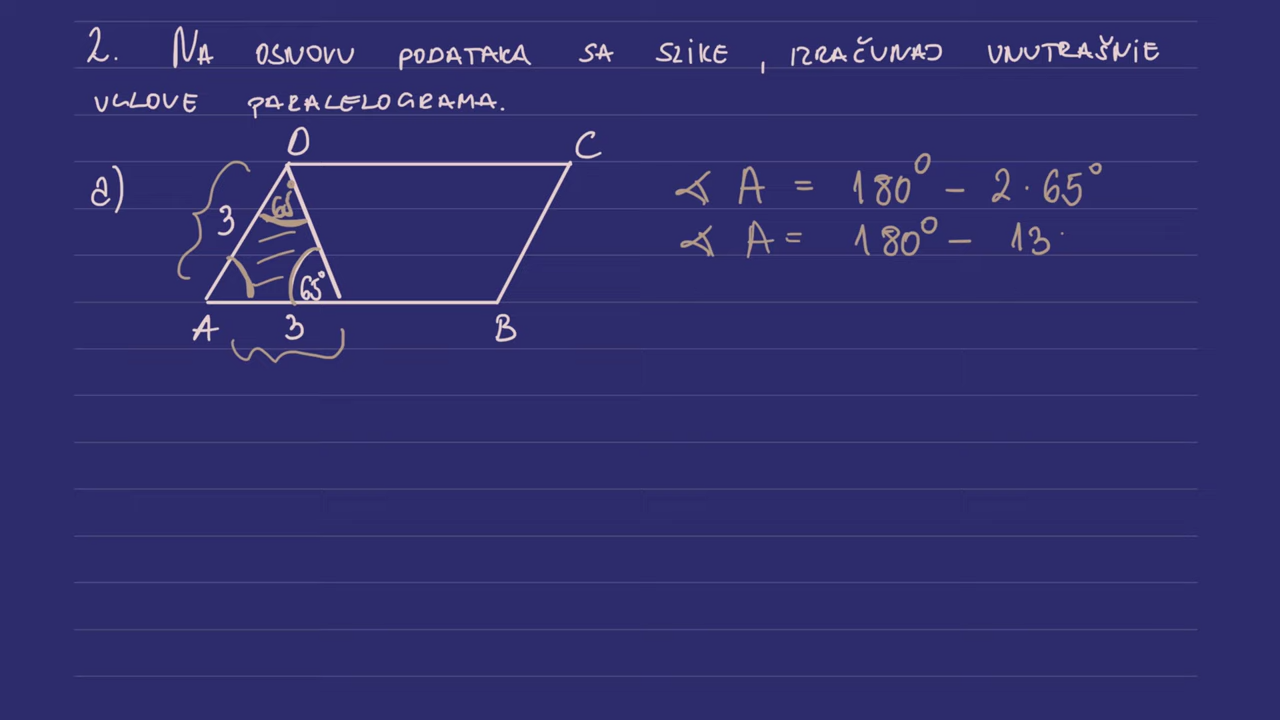 2. NA OSNOVU PODATAKA SA SLIKE, IZRAČUNAJ UNUTRAŠNJE
UGLOVE PARALELOGRAMA.
a)
D
C
3
65°
65°
A
3
B
∢ A = 180° - 2·65°
∢ A = 180° - 13